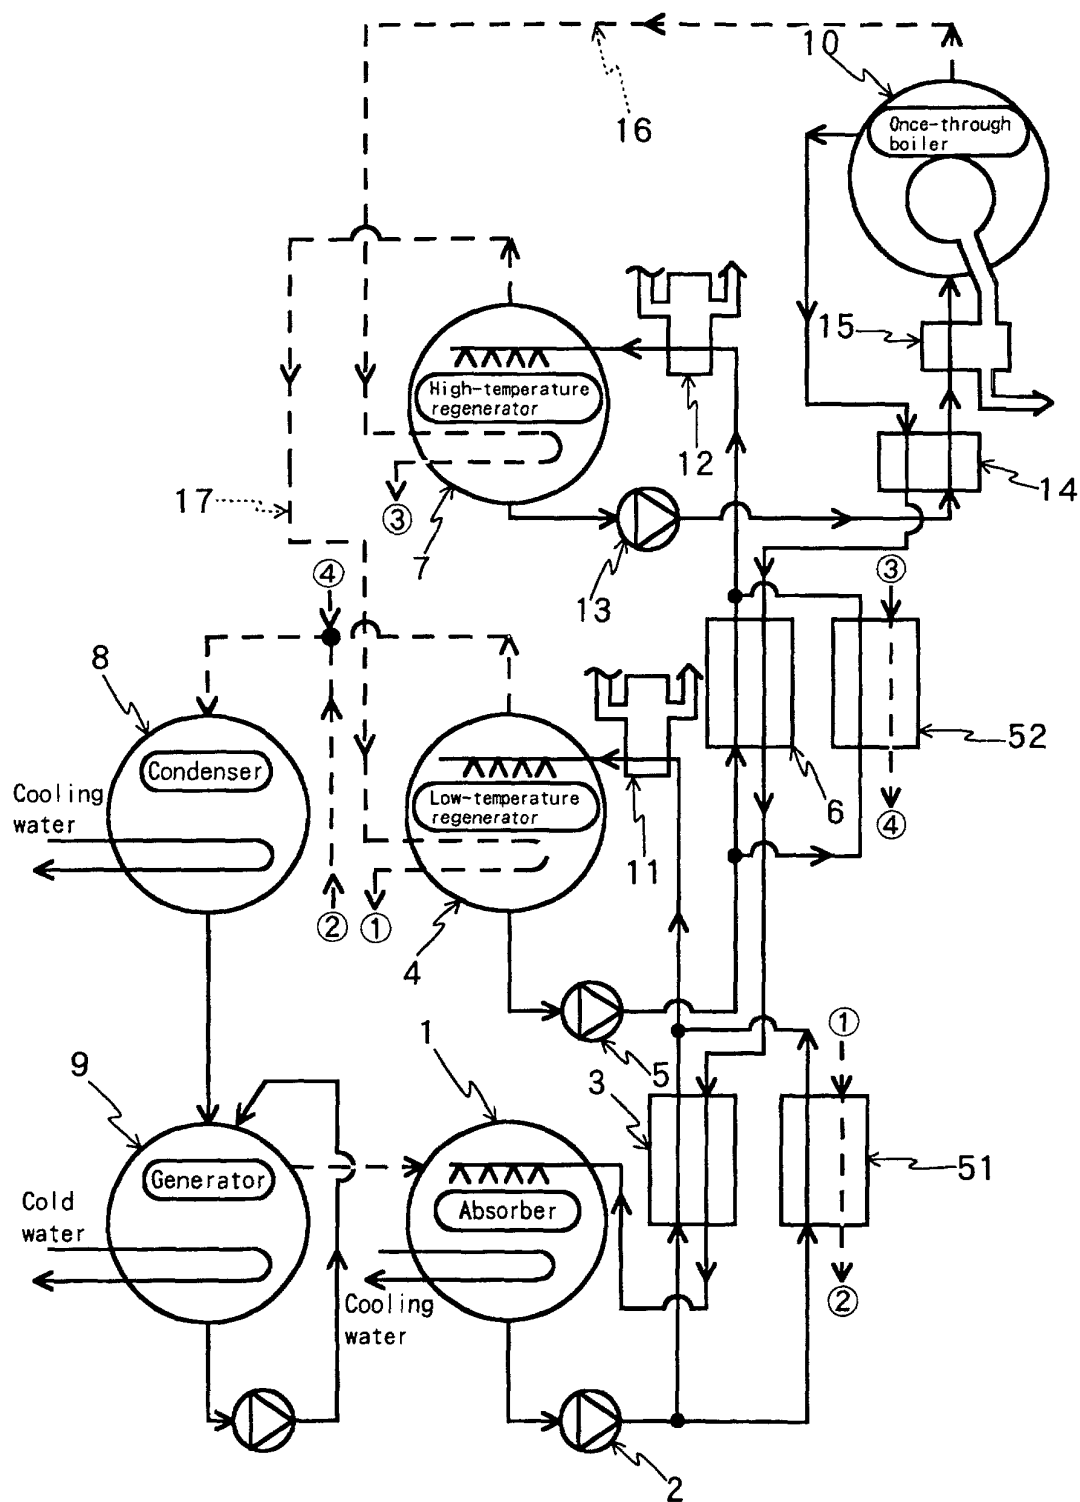 16
10
Once-through
boiler
15
High-temperature
regenerator
12
14
17
③
7
13
④
③
8
52
6
Condenser
Cooling
water
Low-temperature
regenerator
④
11
②
①
4
1
5
①
9
3
Generator
51
Cold
water
Absorber
Cooling
water
②
2